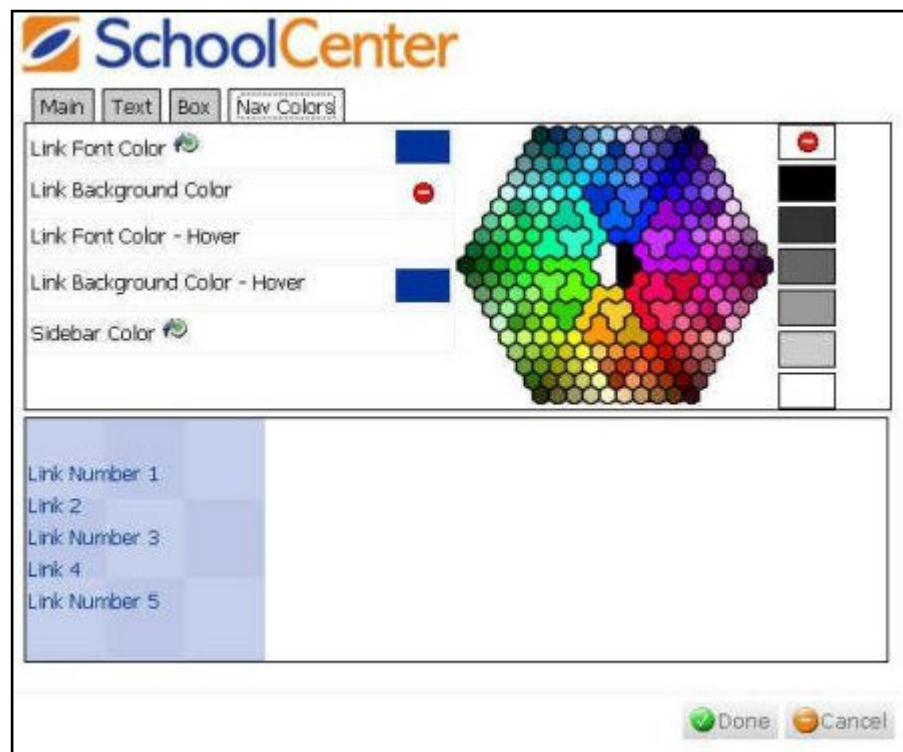 SchoolCenter
Main Text Box Nav Colors
Link Font Color
Link Background Color
Link Font Color - Hover
Link Background Color - Hover
Sidebar Color
Link Number 1
Link 2
Link Number 3
Link 4
Link Number 5
Done Cancel